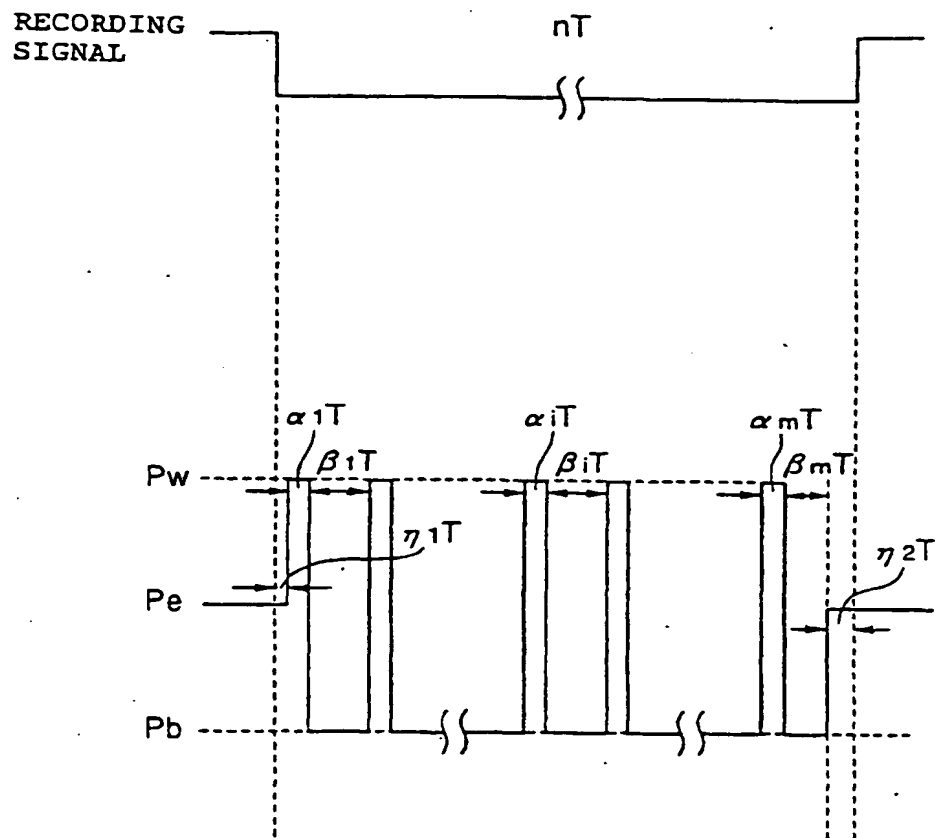 RECORDING
SIGNAL
nT
α1T
αiT
αmT
β1T
βiT
βmT
Pw
η1T
η2T
Pe
Pb